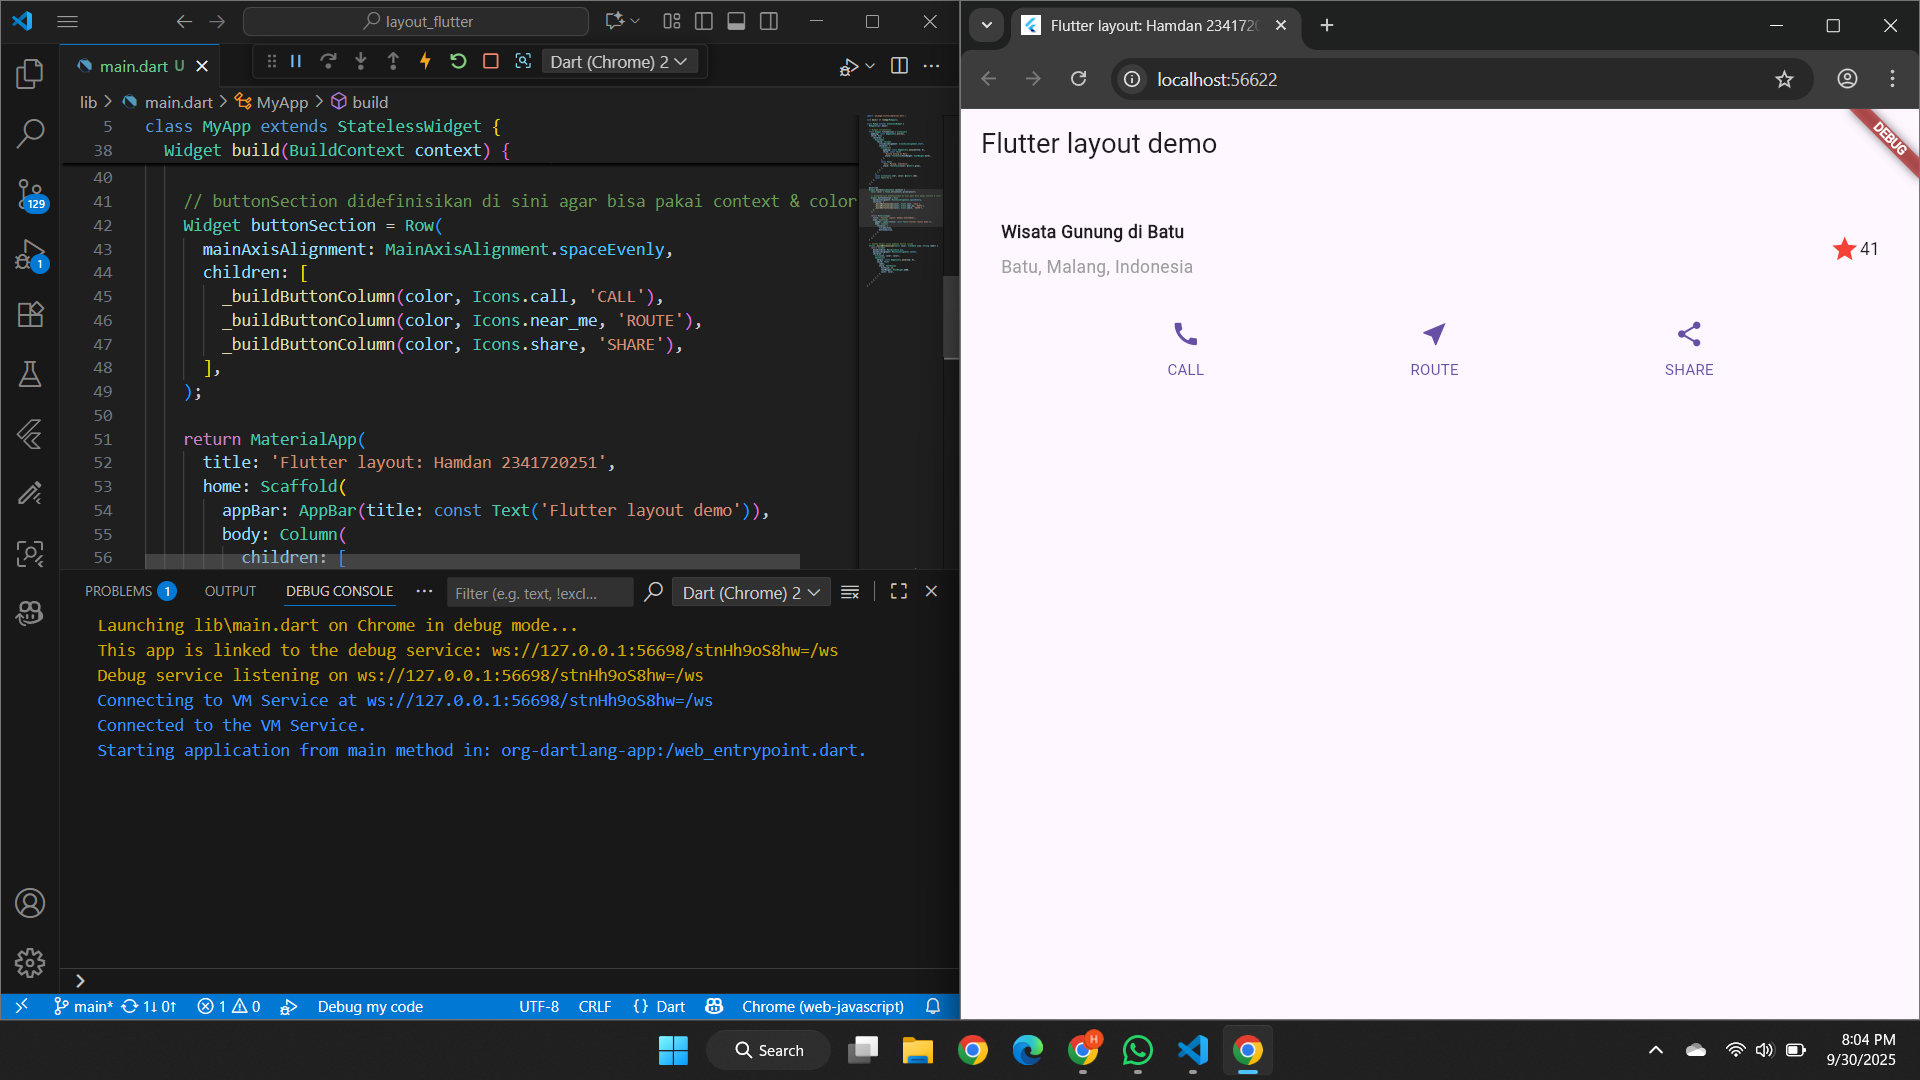 layout_flutter
main.dart U
Dart (Chrome) 2
lib > main.dart > MyApp > build
5 class MyApp extends StatelessWidget {
38 Widget build(BuildContext context) {
40
41 // buttonSection didefinisikan di sini agar bisa pakai context & color
42 Widget buttonSection = Row(
43 mainAxisAlignment: MainAxisAlignment.spaceEvenly,
44 children: [
45 _buildButtonColumn(color, Icons.call, 'CALL'),
46 _buildButtonColumn(color, Icons.near_me, 'ROUTE'),
47 _buildButtonColumn(color, Icons.share, 'SHARE'),
48 ],
49 );
50
51 return MaterialApp(
52 title: 'Flutter layout: Hamdan 2341720251',
53 home: Scaffold(
54 appBar: AppBar(title: const Text('Flutter layout demo')),
55 body: Column(
56 children: [
129
1
PROBLEMS 1 OUTPUT DEBUG CONSOLE ... Filter (e.g. text, !excl... Dart (Chrome) 2
Launching lib\main.dart on Chrome in debug mode...
This app is linked to the debug service: ws://127.0.0.1:56698/stnHh9oS8hw=/ws
Debug service listening on ws://127.0.0.1:56698/stnHh9oS8hw=/ws
Connecting to VM Service at ws://127.0.0.1:56698/stnHh9oS8hw=/ws
Connected to the VM Service.
Starting application from main method in: org-dartlang-app:/web_entrypoint.dart.
>
main* 1↓ 0↑ 1 0 Debug my code UTF-8 CRLF {} Dart Chrome (web-javascript)
Flutter layout: Hamdan 23417202
localhost:56622
DEBUG
Flutter layout demo
Wisata Gunung di Batu
Batu, Malang, Indonesia
41
CALL ROUTE SHARE
Search
H
8:04 PM
9/30/2025